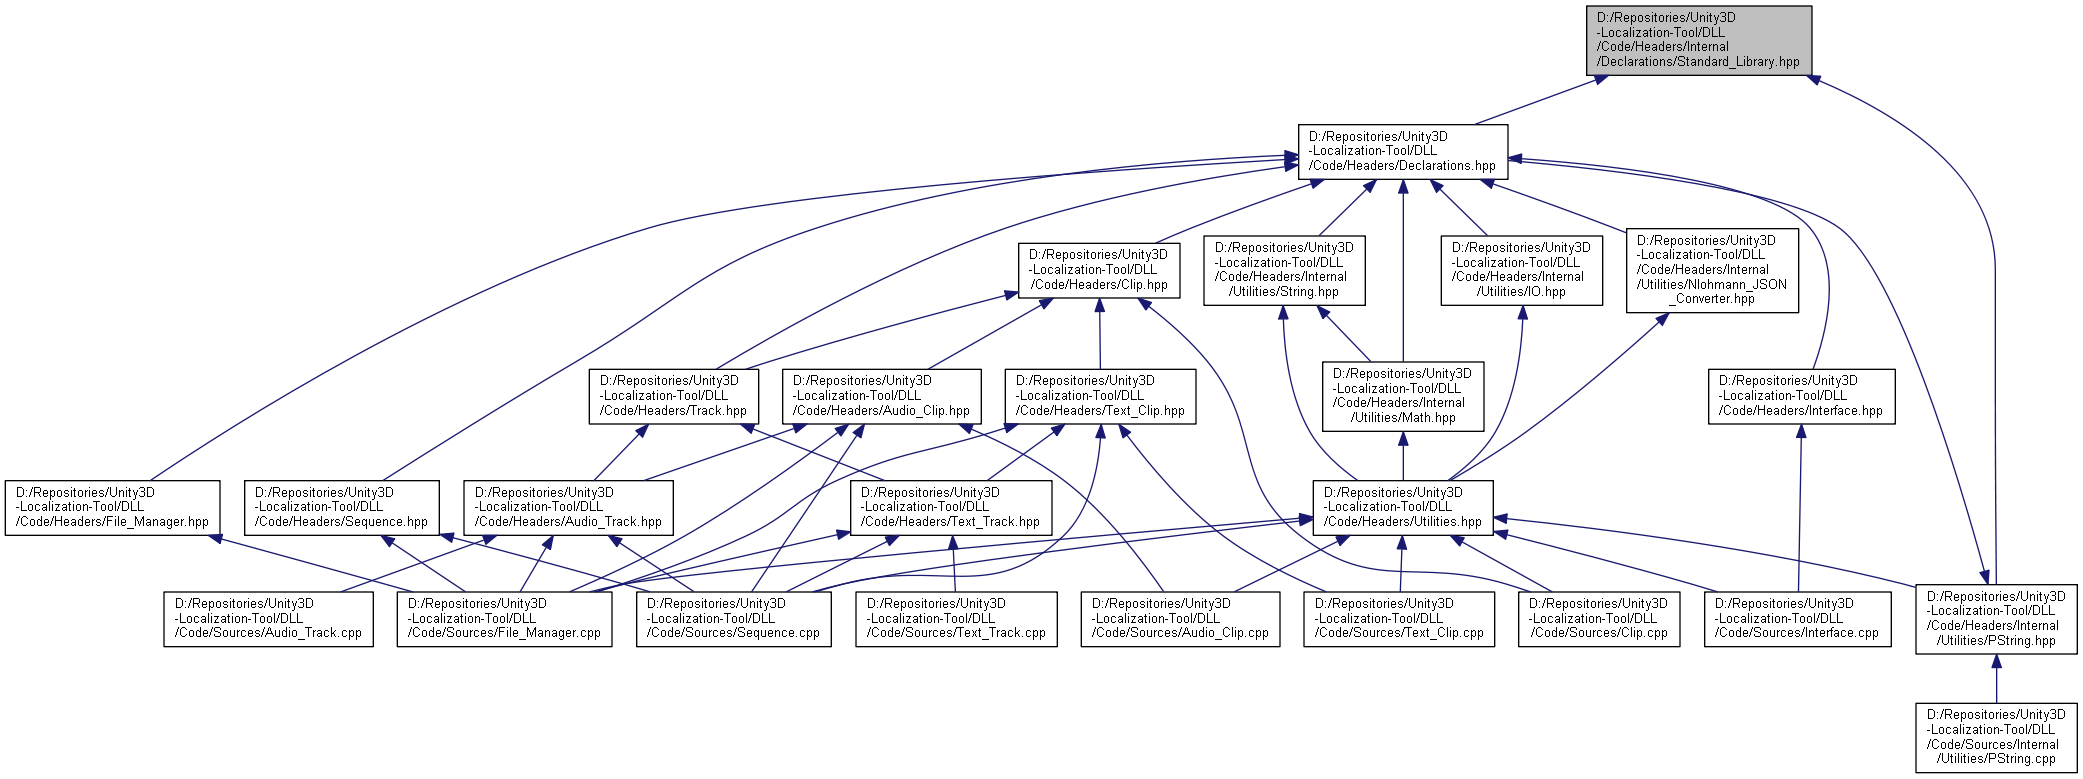 D:/Repositories/Unity3D
-Localization-Tool/DLL
/Code/Headers/Internal
/Declarations/Standard_Library.hpp
D:/Repositories/Unity3D
-Localization-Tool/DLL
/Code/Headers/Declarations.hpp
D:/Repositories/Unity3D
-Localization-Tool/DLL
/Code/Headers/Clip.hpp
D:/Repositories/Unity3D
-Localization-Tool/DLL
/Code/Headers/Internal
/Utilities/String.hpp
D:/Repositories/Unity3D
-Localization-Tool/DLL
/Code/Headers/Internal
/Utilities/IO.hpp
D:/Repositories/Unity3D
-Localization-Tool/DLL
/Code/Headers/Internal
/Utilities/Nlohmann_JSON
_Converter.hpp
D:/Repositories/Unity3D
-Localization-Tool/DLL
/Code/Headers/Track.hpp
D:/Repositories/Unity3D
-Localization-Tool/DLL
/Code/Headers/Audio_Clip.hpp
D:/Repositories/Unity3D
-Localization-Tool/DLL
/Code/Headers/Text_Clip.hpp
D:/Repositories/Unity3D
-Localization-Tool/DLL
/Code/Headers/Internal
/Utilities/Math.hpp
D:/Repositories/Unity3D
-Localization-Tool/DLL
/Code/Headers/Interface.hpp
D:/Repositories/Unity3D
-Localization-Tool/DLL
/Code/Headers/File_Manager.hpp
D:/Repositories/Unity3D
-Localization-Tool/DLL
/Code/Headers/Sequence.hpp
D:/Repositories/Unity3D
-Localization-Tool/DLL
/Code/Headers/Audio_Track.hpp
D:/Repositories/Unity3D
-Localization-Tool/DLL
/Code/Headers/Text_Track.hpp
D:/Repositories/Unity3D
-Localization-Tool/DLL
/Code/Headers/Utilities.hpp
D:/Repositories/Unity3D
-Localization-Tool/DLL
/Code/Sources/Audio_Track.cpp
D:/Repositories/Unity3D
-Localization-Tool/DLL
/Code/Sources/File_Manager.cpp
D:/Repositories/Unity3D
-Localization-Tool/DLL
/Code/Sources/Sequence.cpp
D:/Repositories/Unity3D
-Localization-Tool/DLL
/Code/Sources/Text_Track.cpp
D:/Repositories/Unity3D
-Localization-Tool/DLL
/Code/Sources/Audio_Clip.cpp
D:/Repositories/Unity3D
-Localization-Tool/DLL
/Code/Sources/Text_Clip.cpp
D:/Repositories/Unity3D
-Localization-Tool/DLL
/Code/Sources/Clip.cpp
D:/Repositories/Unity3D
-Localization-Tool/DLL
/Code/Sources/Interface.cpp
D:/Repositories/Unity3D
-Localization-Tool/DLL
/Code/Headers/Internal
/Utilities/PString.hpp
D:/Repositories/Unity3D
-Localization-Tool/DLL
/Code/Sources/Internal
/Utilities/PString.cpp